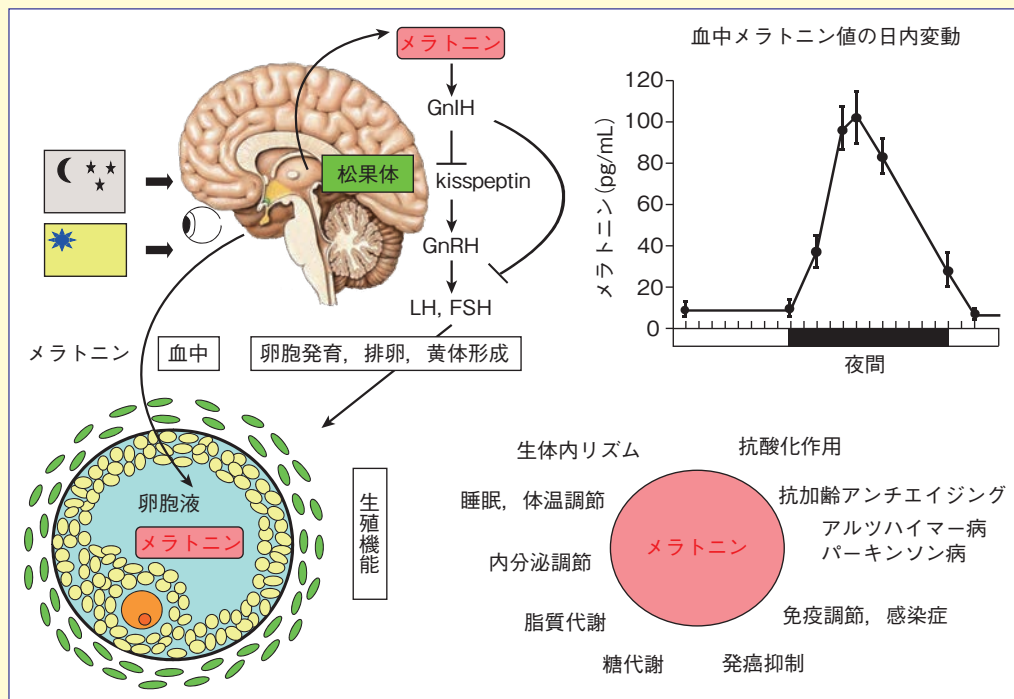 メラトニン
GnIH
kispeptin
GnRH
LH, FSH
松果体
メラトニン
血中
卵胞発育,排卵,黄体形成
卵胞液
メラトニン
生殖機能
血中メラトニン値の日内変動
メラトニン(pg/mL)
120
100
80
60
40
20
0
夜間
生体内リズム
抗酸化作用
睡眠,体温調節
抗加齢アンチエイジング
アルツハイマー病
パーキンソン病
メラトニン
内分泌調節
脂質代謝
免疫調節,感染症
糖代謝
発癌抑制